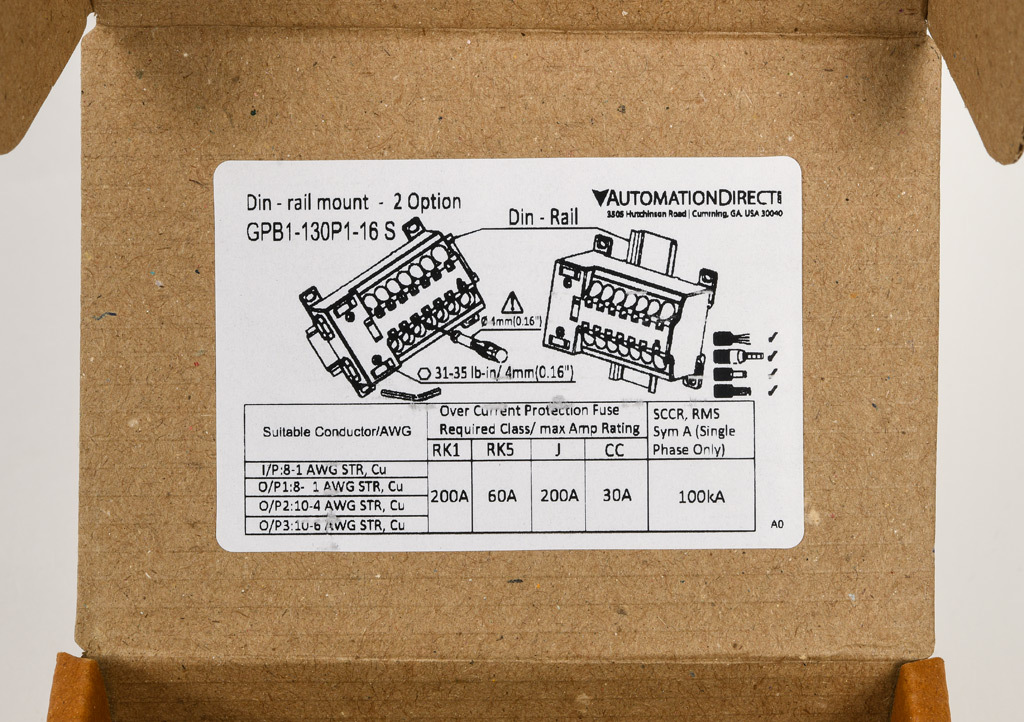 Din - rail mount - 2 Option
GPB1-130P1-16 S
AUTOMATIONDIRECT
3505 Hutchinson Road | Cumming, GA. USA 30040
Din - Rail
Ø 4mm(0.16")
31-35 lb-in/ 4mm(0.16")
Suitable Conductor/AWG
Over Current Protection Fuse
Required Class/ max Amp Rating
SCCR, RMS
Sym A (Single
Phase Only)
RK1 RK5 J CC
I/P:8-1 AWG STR, Cu
O/P1:8- 1 AWG STR, Cu
O/P2:10-4 AWG STR, Cu
O/P3:10-6 AWG STR, Cu
200A 60A 200A 30A 100kA
A0